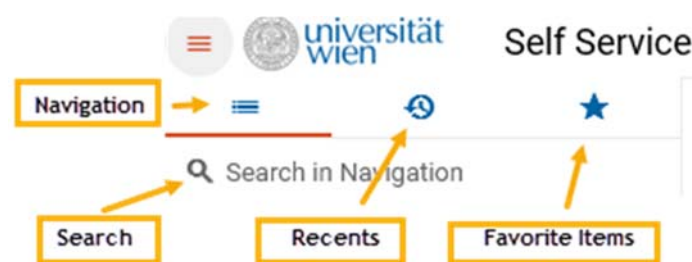 universität
wien
Self Service
Navigation
Search in Navigation
Search
Recents
Favorite Items